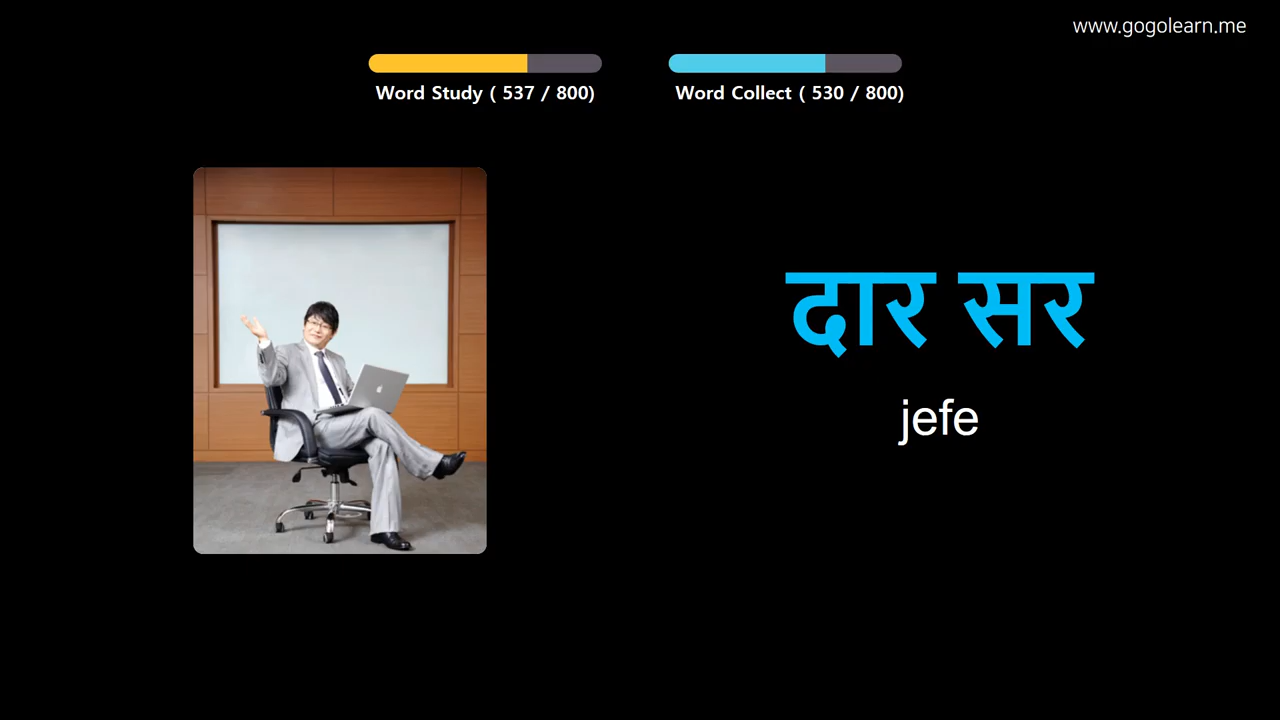 www.gogolearn.me
Word Study ( 537 / 800)
Word Collect ( 530 / 800)
दार सर
jefe